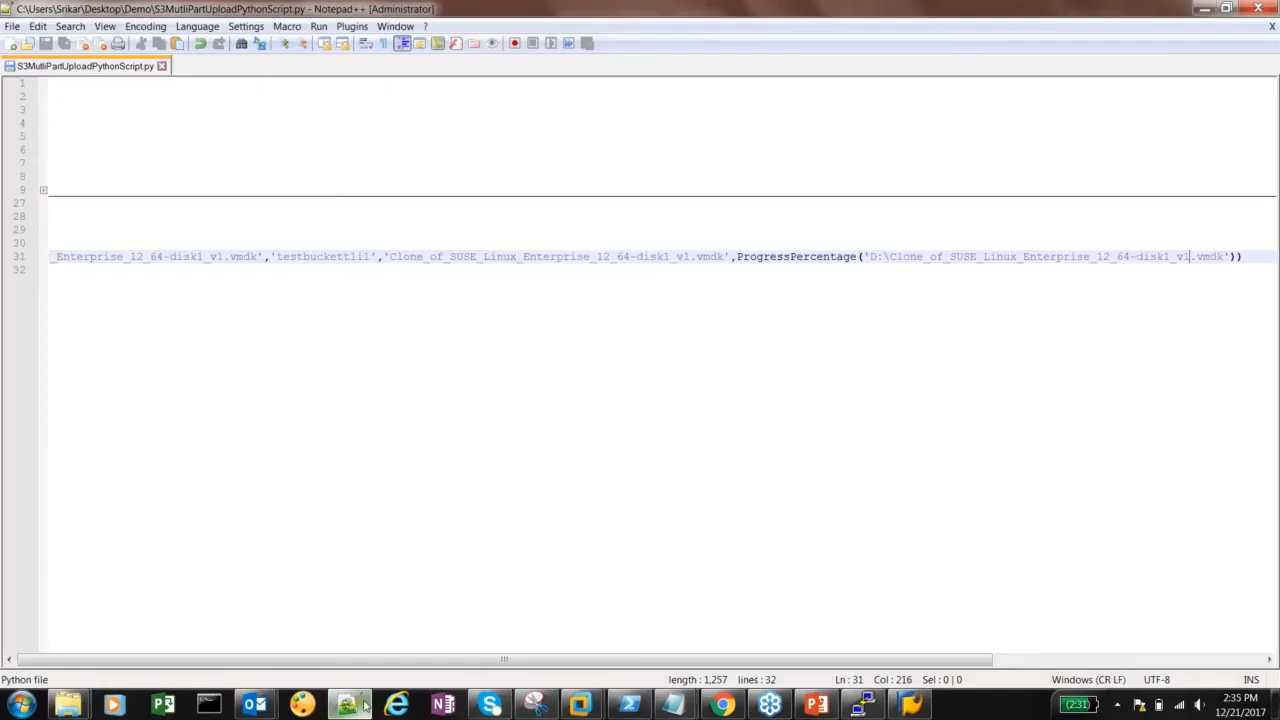 C:\Users\Srikar\Desktop\Demo\S3MutliPartUploadPythonScript.py - Notepad++ [Administrator]
File Edit Search View Encoding Language Settings Macro Run Plugins Window ? X
S3MutliPartUploadPythonScript.py
1
2
3
4
5
6
7
8
9
27
28
29
30
31 _Enterprise_12_64-disk1_v1.vmdk','testbuckettli1','Clone_of_SUSE_Linux_Enterprise_12_64-disk1_v1.vmdk',ProgressPercentage('D:\Clone_of_SUSE_Linux_Enterprise_12_64-disk1_v1.vmdk'))
32
Python file length : 1,257 lines : 32 Ln : 31 Col : 216 Sel : 0 | 0 Windows (CR LF) UTF-8 INS
(2:31) 2:35 PM
12/21/2017